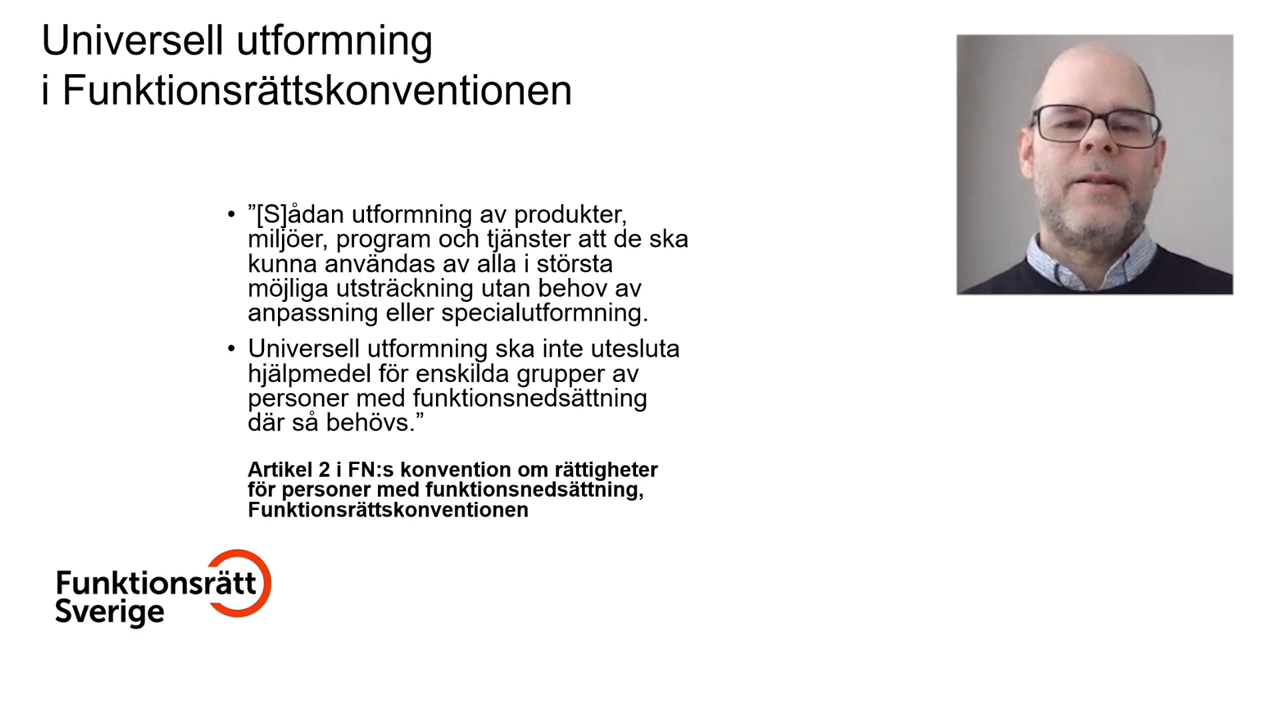 Universell utformning
i Funktionsrättskonventionen
• ”[S]ådan utformning av produkter,
miljöer, program och tjänster att de ska
kunna användas av alla i största
möjliga utsträckning utan behov av
anpassning eller specialutformning.
• Universell utformning ska inte utesluta
hjälpmedel för enskilda grupper av
personer med funktionsnedsättning
där så behövs.”
Artikel 2 i FN:s konvention om rättigheter
för personer med funktionsnedsättning,
Funktionsrättskonventionen
Funktionsrätt
Sverige